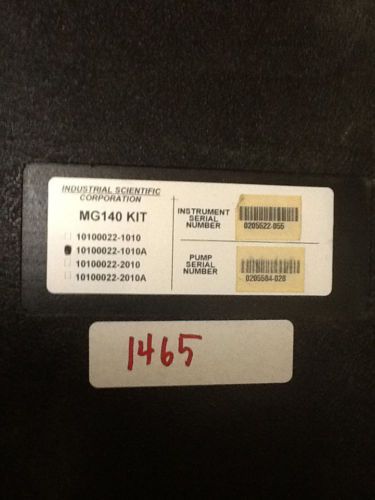 INDUSTRIAL SCIENTIFIC
CORPORATION
MG140 KIT
10100022-1010
10100022-1010A
10100022-2010
10100022-2010A
INSTRUMENT
SERIAL
NUMBER
0205522-055
PUMP
SERIAL
NUMBER
0205584-028
1465